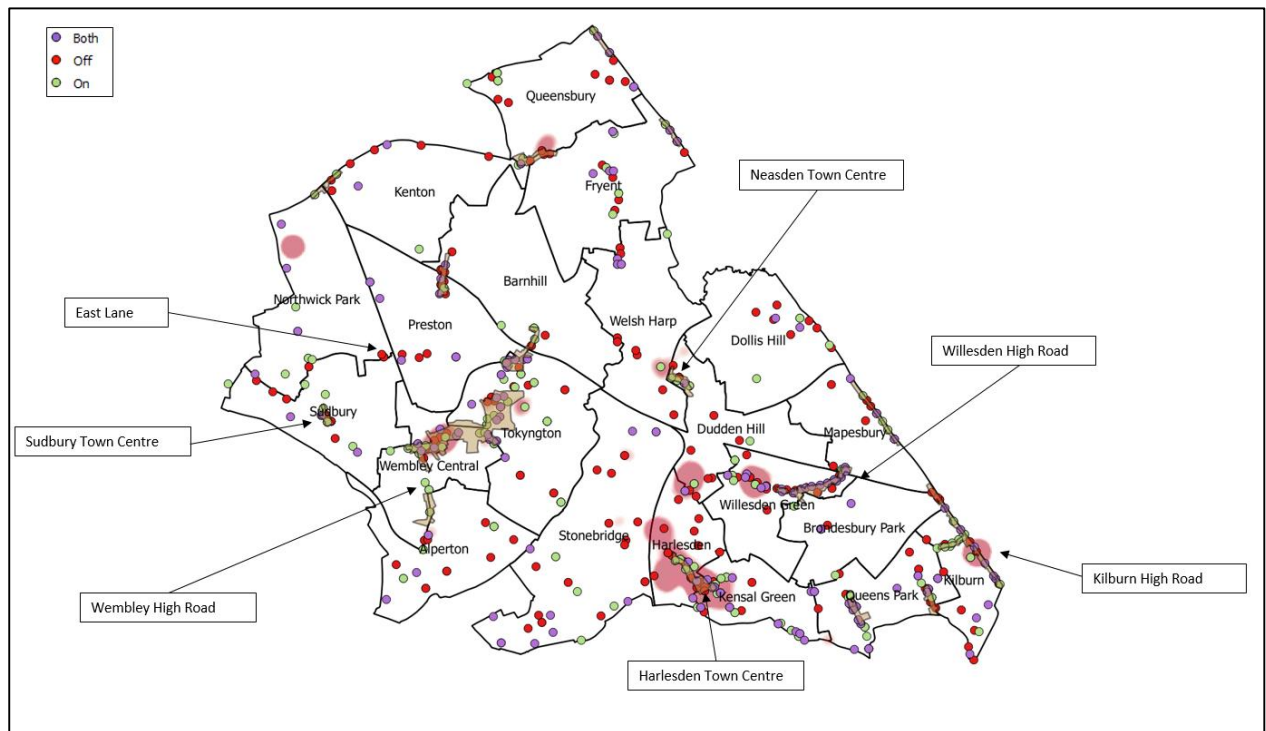 Both
Off
On
Queensbury
Neasden Town Centre
Kenton
Fryent
Barnhill
Northwick Park
East Lane
Preston
Welsh Harp
Dollis Hill
Willesden High Road
Sudbury
Sudbury Town Centre
Tokyngton
Dudden Hill
Mapesbury
Wembley Central
Willesden Green
Brondesbury Park
Stonebridge
Harlesden
Alperton
Kilburn
Kilburn High Road
Wembley High Road
Kensal Green
Queens Park
Harlesden Town Centre